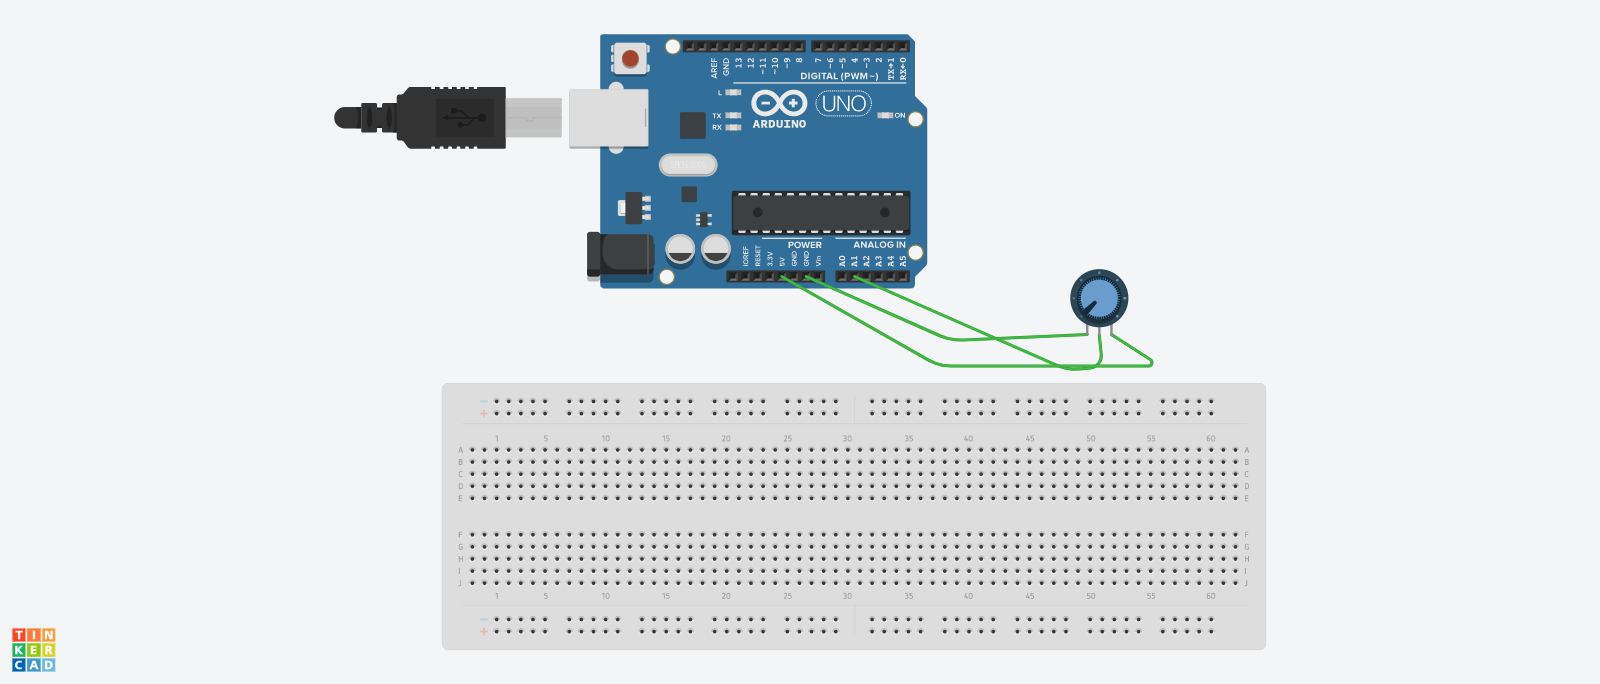 AREF GND 13 12 ~11 ~10 ~9 8 7 ~6 ~5 4 ~3 2 TX→1 RX←0
DIGITAL (PWM~)
L
TX
RX
ARDUINO
UNO
ON
POWER
ANALOG IN
IOREF RESET 3.3V 5V GND GND Vin A0 A1 A2 A3 A4 A5
1 5 10 15 20 25 30 35 40 45 50 55 60
A A
B B
C C
D D
E E
F F
G G
H H
I I
J J
1 5 10 15 20 25 30 35 40 45 50 55 60
TIN
KER
CAD